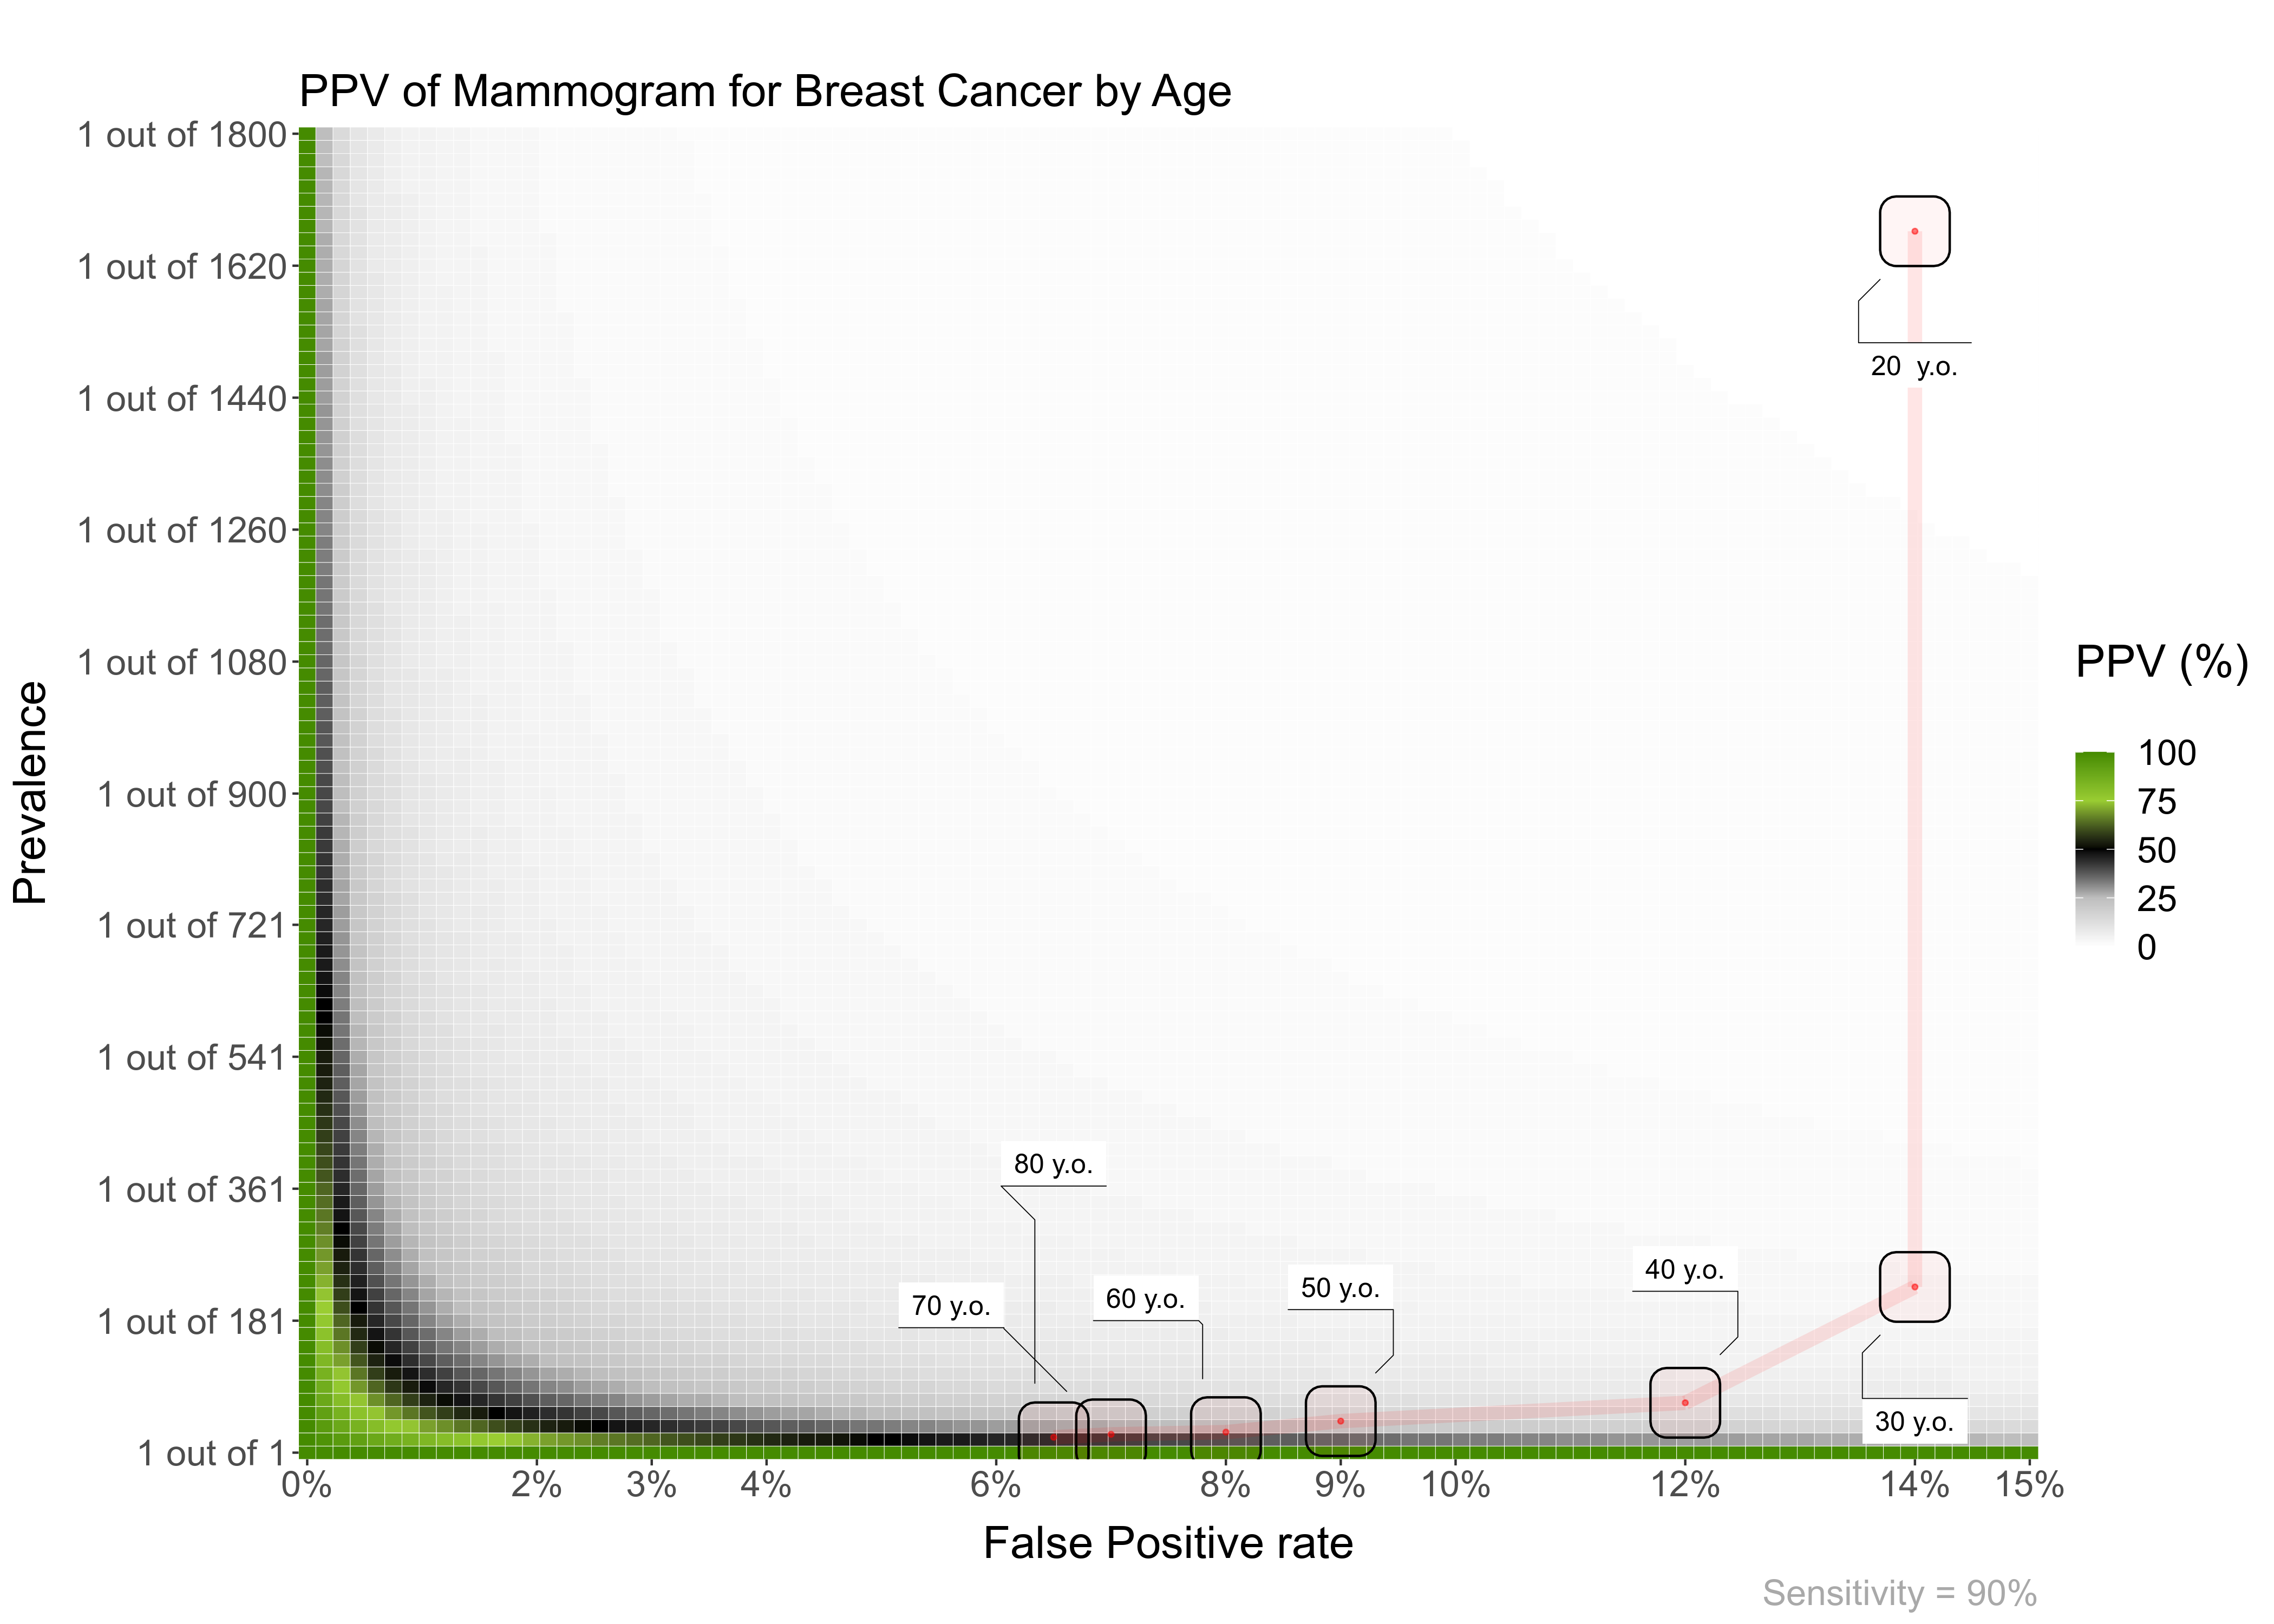 PPV of Mammogram for Breast Cancer by Age
1 out of 1800
1 out of 1620
1 out of 1440
1 out of 1260
1 out of 1080
1 out of 900
1 out of 721
1 out of 541
1 out of 361
1 out of 181
1 out of 1
Prevalence
20 y.o.
80 y.o.
70 y.o.
60 y.o.
50 y.o.
40 y.o.
30 y.o.
PPV (%)
100
75
50
25
0
0% 2% 3% 4% 6% 8% 9% 10% 12% 14% 15%
False Positive rate
Sensitivity = 90%